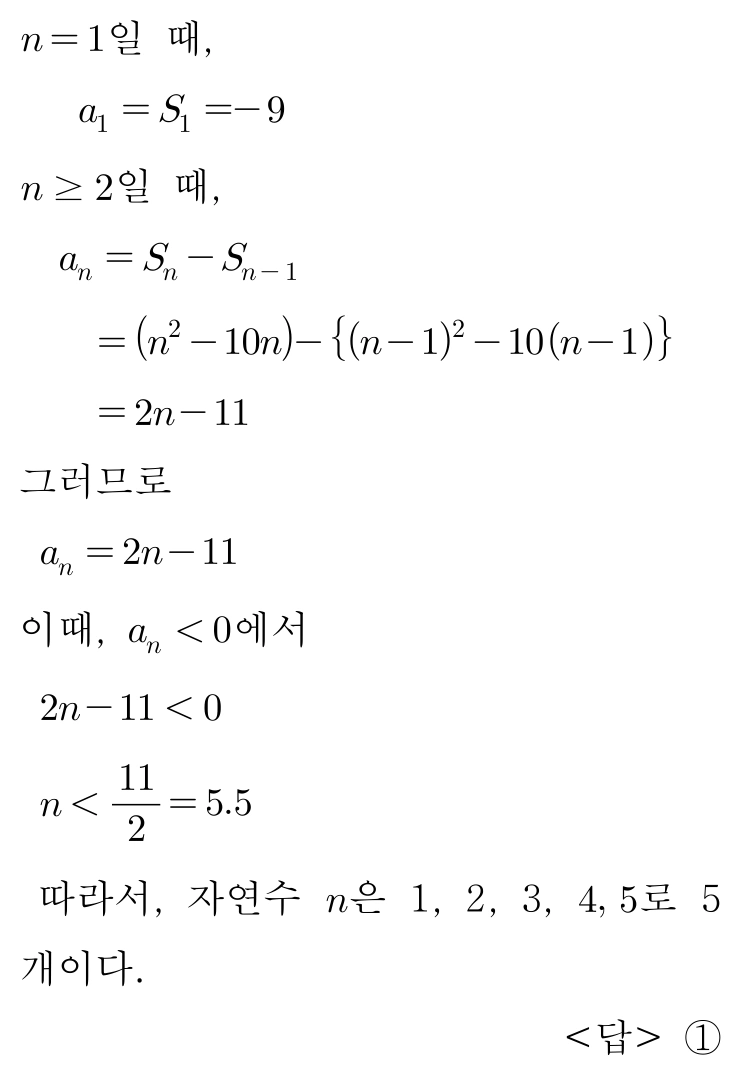 n=1일 때,
a₁=S₁=-9
n≥2일 때,
aₙ=Sₙ-Sₙ₋₁
=(n²-10n)-{(n-1)²-10(n-1)}
=2n-11
그러므로
aₙ=2n-11
이때, aₙ<0에서
2n-11<0
n<11/2=5.5
따라서, 자연수 n은 1, 2, 3, 4, 5로 5
개이다.
<답> ①